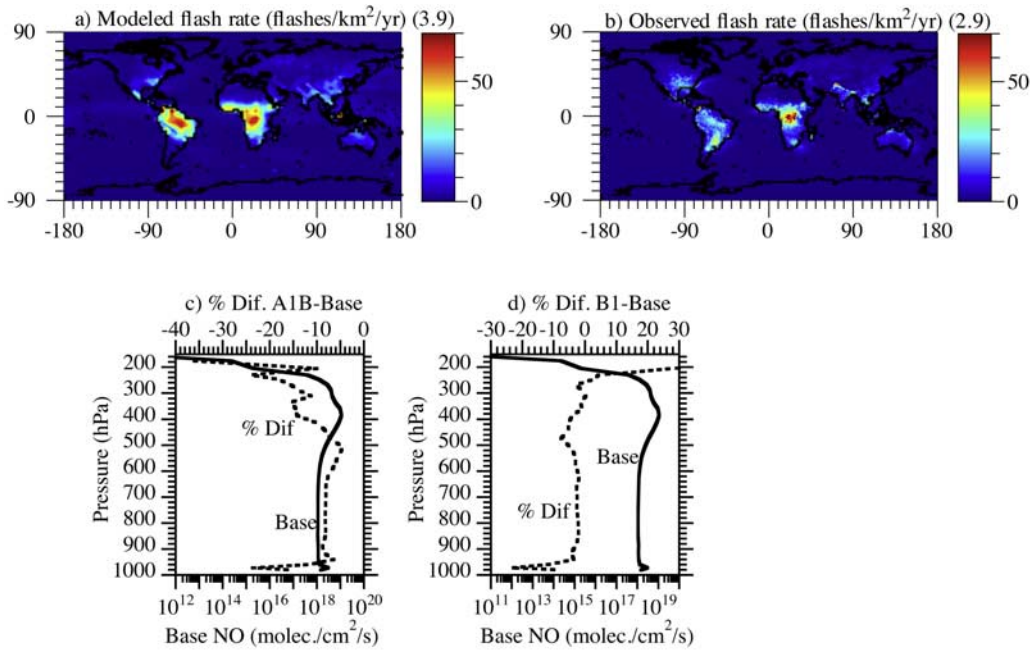 a) Modeled flash rate (flashes/km²/yr) (3.9)
90
0
-90
-180 -90 0 90 180
50
0
b) Observed flash rate (flashes/km²/yr) (2.9)
90
0
-90
-180 -90 0 90 180
50
0
c) % Dif. A1B-Base
-40 -30 -20 -10 0
200
300
400
500
600
700
800
900
1000
Pressure (hPa)
% Dif
Base
10¹² 10¹⁴ 10¹⁶ 10¹⁸ 10²⁰
Base NO (molec./cm²/s)
d) % Dif. B1-Base
-30 -20 -10 0 10 20 30
200
300
400
500
600
700
800
900
1000
Pressure (hPa)
Base
% Dif
10¹¹ 10¹³ 10¹⁵ 10¹⁷ 10¹⁹
Base NO (molec./cm²/s)